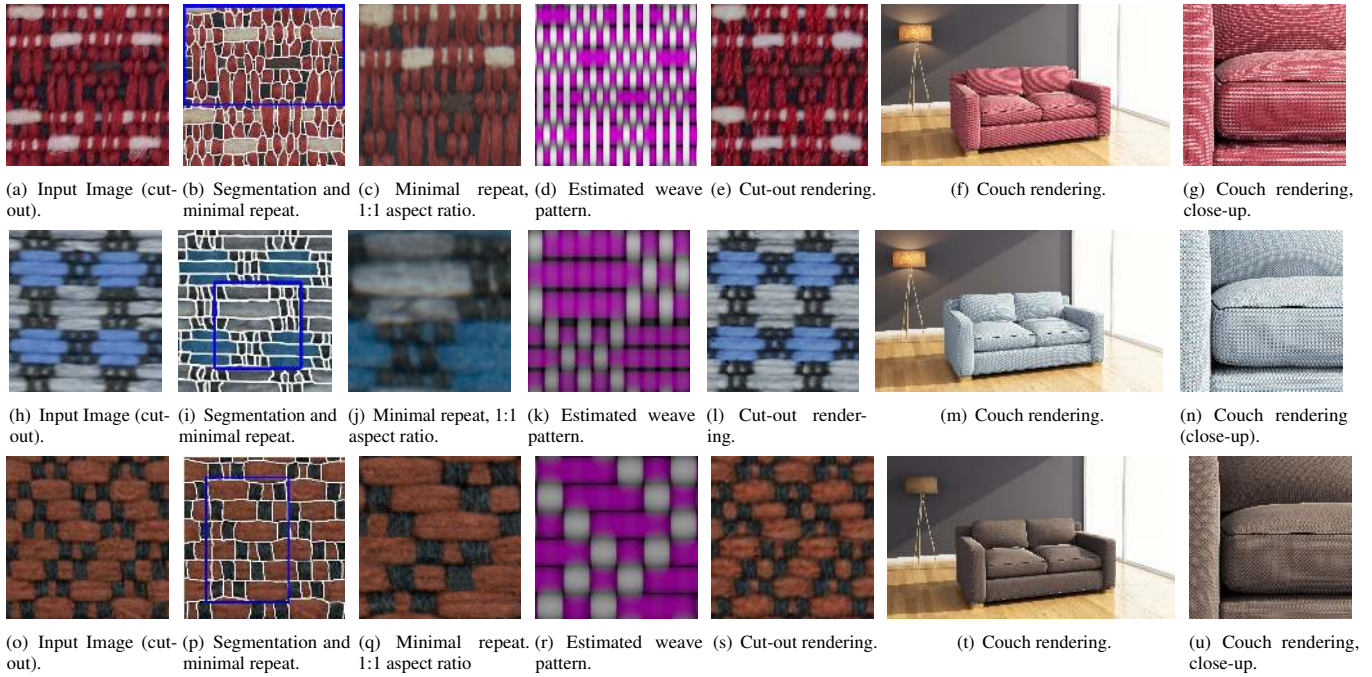 (a) Input Image (cut-out).
(b) Segmentation and minimal repeat.
(c) Minimal repeat, 1:1 aspect ratio.
(d) Estimated weave pattern.
(e) Cut-out rendering.
(f) Couch rendering.
(g) Couch rendering, close-up.
(h) Input Image (cut-out).
(i) Segmentation and minimal repeat.
(j) Minimal repeat, 1:1 aspect ratio.
(k) Estimated weave pattern.
(l) Cut-out rendering.
(m) Couch rendering.
(n) Couch rendering (close-up).
(o) Input Image (cut-out).
(p) Segmentation and minimal repeat.
(q) Minimal repeat. 1:1 aspect ratio
(r) Estimated weave pattern.
(s) Cut-out rendering.
(t) Couch rendering.
(u) Couch rendering, close-up.